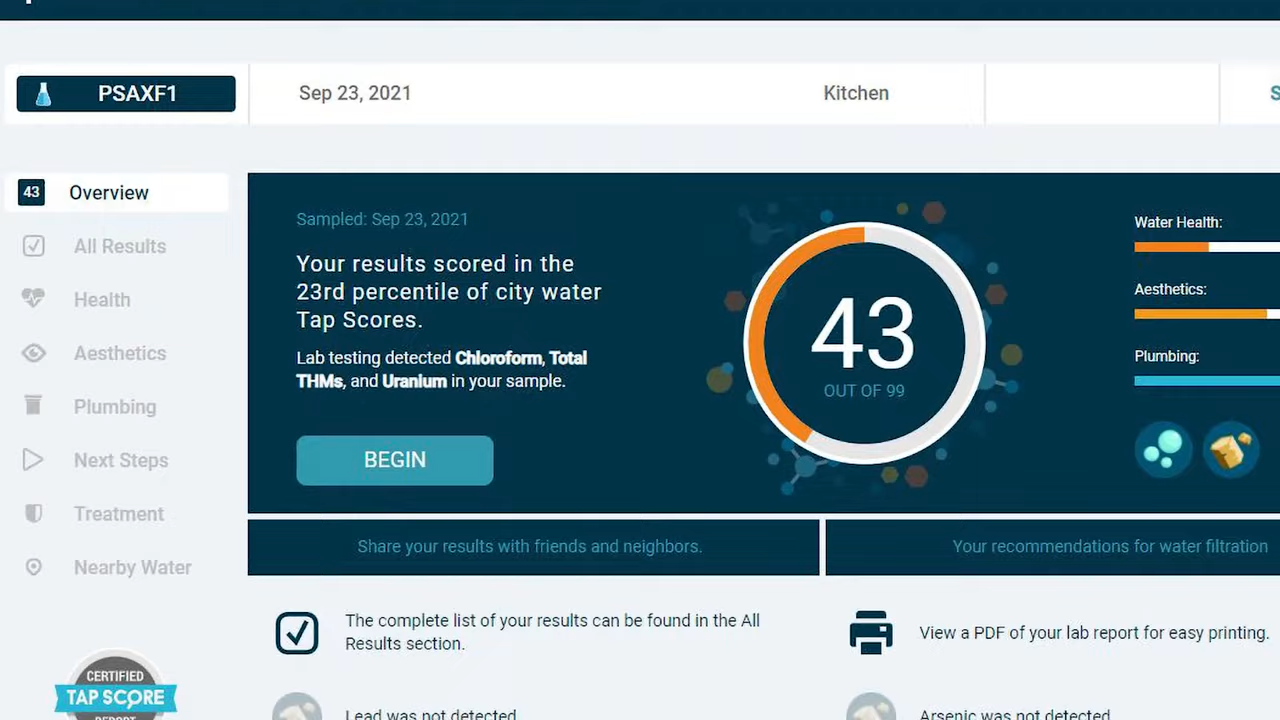 PSAXF1
Sep 23, 2021
Kitchen
S
43
Overview
All Results
Health
Aesthetics
Plumbing
Next Steps
Treatment
Nearby Water
CERTIFIED
TAP SCORE
REPORT
Sampled: Sep 23, 2021
Your results scored in the
23rd percentile of city water
Tap Scores.
Lab testing detected Chloroform, Total
THMs, and Uranium in your sample.
BEGIN
43
OUT OF 99
Water Health:
Aesthetics:
Plumbing:
Share your results with friends and neighbors.
Your recommendations for water filtration
The complete list of your results can be found in the All
Results section.
View a PDF of your lab report for easy printing.
Lead was not detected
Arsenic was not detected